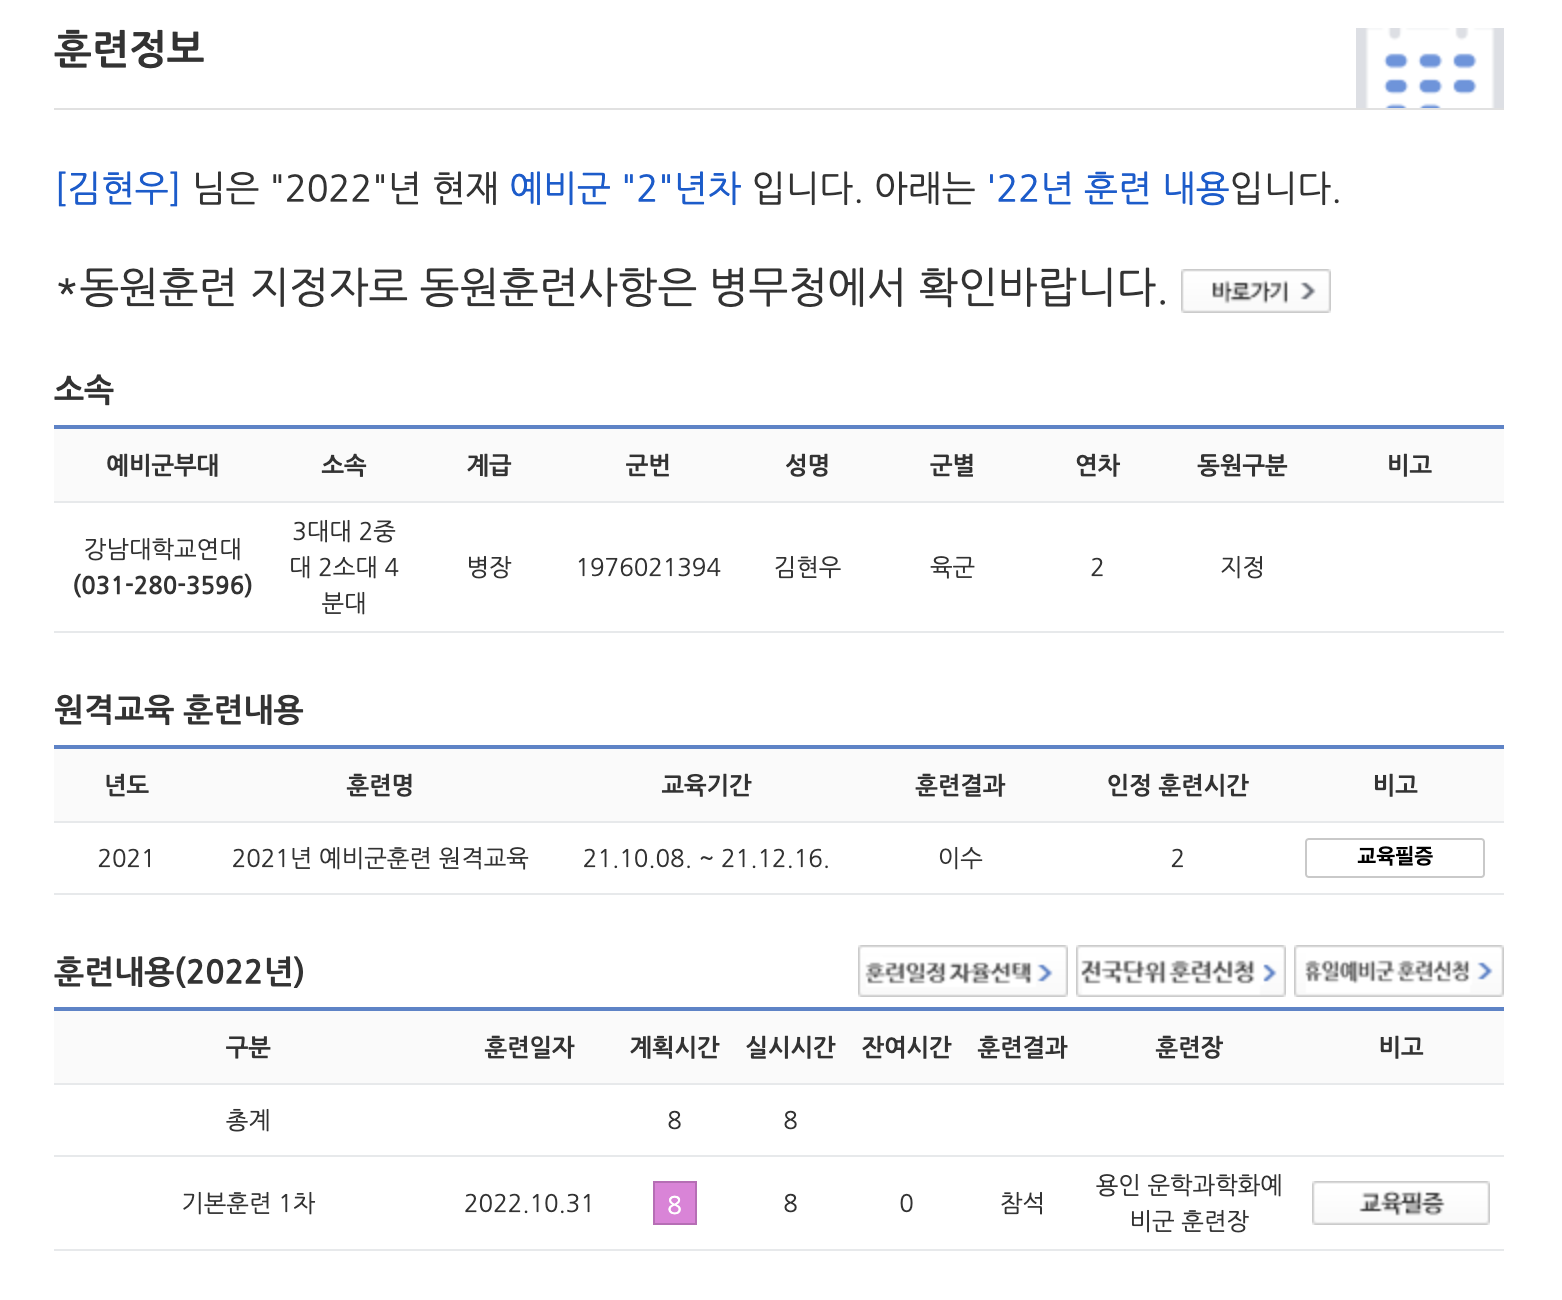 훈련정보
[김현우] 님은 "2022"년 현재 예비군 "2"년차 입니다. 아래는 '22년 훈련 내용입니다.
*동원훈련 지정자로 동원훈련사항은 병무청에서 확인바랍니다. 바로가기
소속
예비군부대 소속 계급 군번 성명 군별 연차 동원구분 비고
강남대학교연대
(031-280-3596)
3대대 2중
대 2소대 4
분대
병장 1976021394 김현우 육군 2 지정
원격교육 훈련내용
년도 훈련명 교육기간 훈련결과 인정 훈련시간 비고
2021 2021년 예비군훈련 원격교육 21.10.08. ~ 21.12.16. 이수 2 교육필증
훈련내용(2022년) 훈련일정 자율선택 전국단위 훈련신청 휴일예비군 훈련신청
구분 훈련일자 계획시간 실시시간 잔여시간 훈련결과 훈련장 비고
총계 8 8
기본훈련 1차 2022.10.31 8 8 0 참석
용인 운학과학화예
비군 훈련장
교육필증